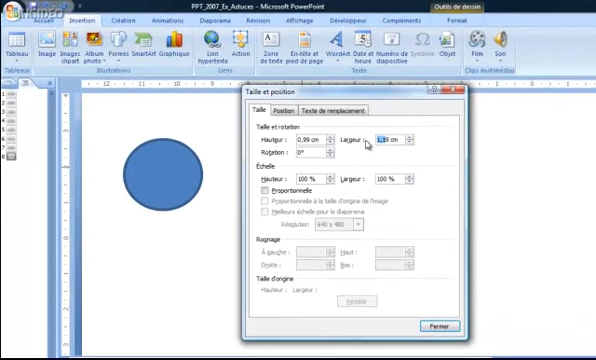 PPT_2007_Ex_Astuces - Microsoft PowerPoint
Outils de dessin
Accueil Insertion Création Animations Diaporama Révision Affichage Développeur Compléments Format
Tableau Image Images clipart Album photo Formes SmartArt Graphique Lien hypertexte Action Zone de texte En-tête et pied de page WordArt Date et heure Numéro de diapositive Symbole Objet Film Son
Tableaux Illustrations Liens Texte Clips multimédias
Taille et position
Taille Position Texte de remplacement
Taille et rotation
Hauteur : 0,99 cm Largeur : 1,19 cm
Rotation : 0°
Échelle
Hauteur : 100 % Largeur : 100 %
Proportionnelle
Proportionnelle à la taille d'origine de l'image
Meilleure échelle pour le diaporama
Résolution 640 x 480
Rognage
À gauche : Haut :
Droite : Bas :
Taille d'origine
Hauteur : Largeur :
Fermer